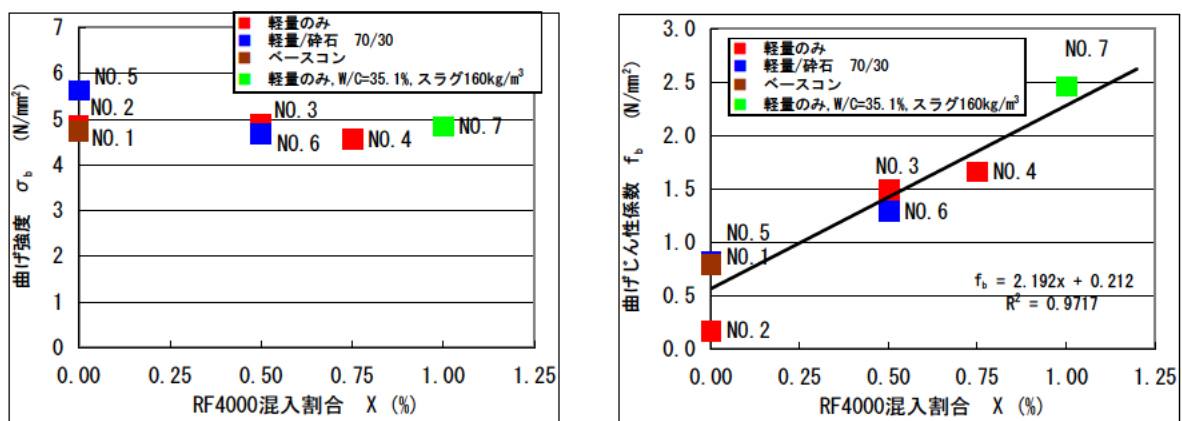 7
6
5
4
3
2
1
0
曲げ強度 σb (N/mm²)
軽量のみ
軽量/砕石 70/30
ベースコン
軽量のみ,W/C=35.1%,スラグ160kg/m³
NO.5
NO.2
NO.1
NO.3
NO.6
NO.4
NO.7
0.00 0.25 0.50 0.75 1.00 1.25
RF4000混入割合 X (%)
3.0
2.5
2.0
1.5
1.0
0.5
0.0
曲げじん性係数 fb (N/mm²)
軽量のみ
軽量/砕石 70/30
ベースコン
軽量のみ,W/C=35.1%,スラグ160kg/m³
NO.7
NO.3
NO.4
NO.6
NO.5
NO.1
NO.2
fb = 2.192x + 0.212
R² = 0.9717
0.00 0.25 0.50 0.75 1.00 1.25
RF4000混入割合 X (%)